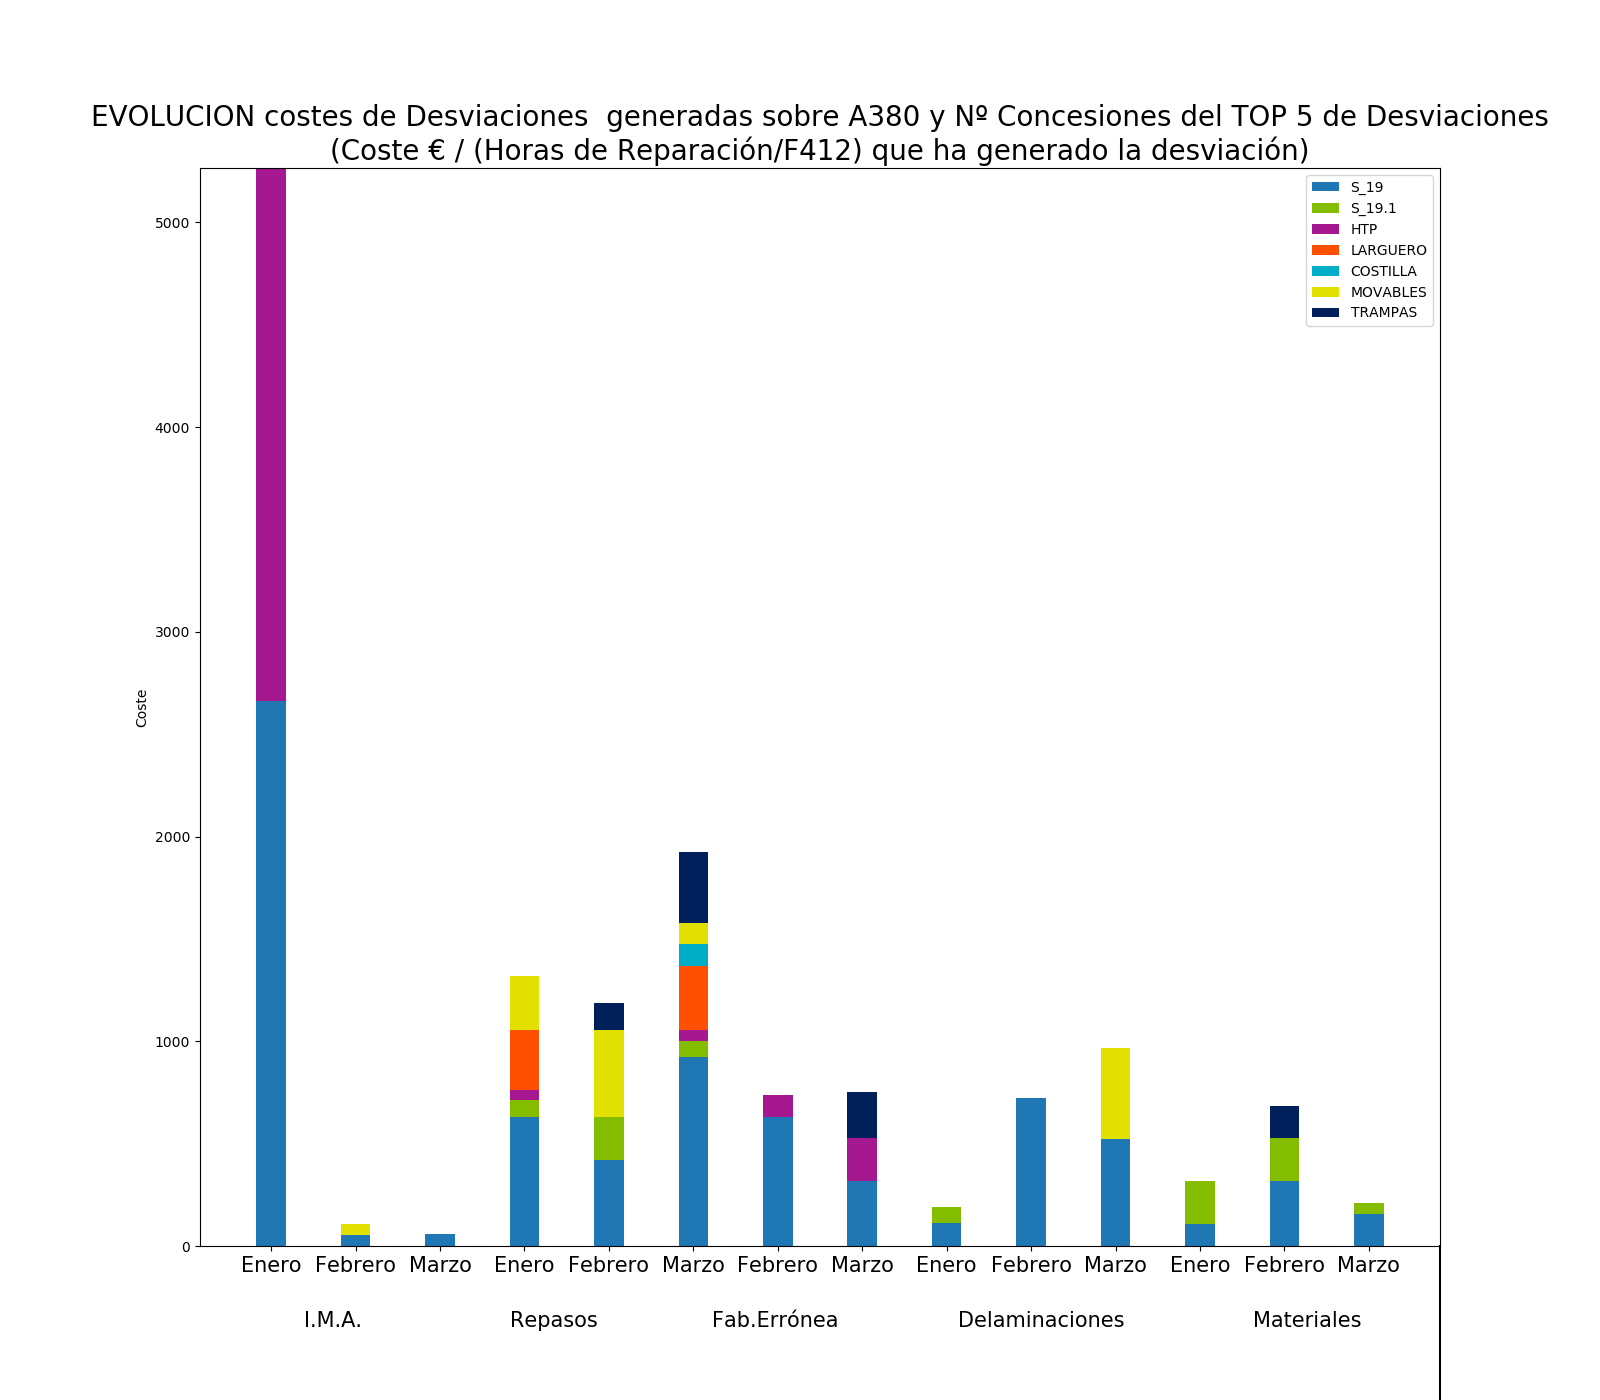 EVOLUCION costes de Desviaciones  generadas sobre A380 y Nº Concesiones del TOP 5 de Desviaciones
(Coste € / (Horas de Reparación/F412) que ha generado la desviación)
S_19
S_19.1
HTP
LARGUERO
COSTILLA
MOVABLES
TRAMPAS
5000
4000
3000
2000
1000
0
Coste
Enero Febrero Marzo Enero Febrero Marzo Febrero Marzo Enero Febrero Marzo Enero Febrero Marzo
I.M.A. Repasos Fab.Errónea Delaminaciones Materiales